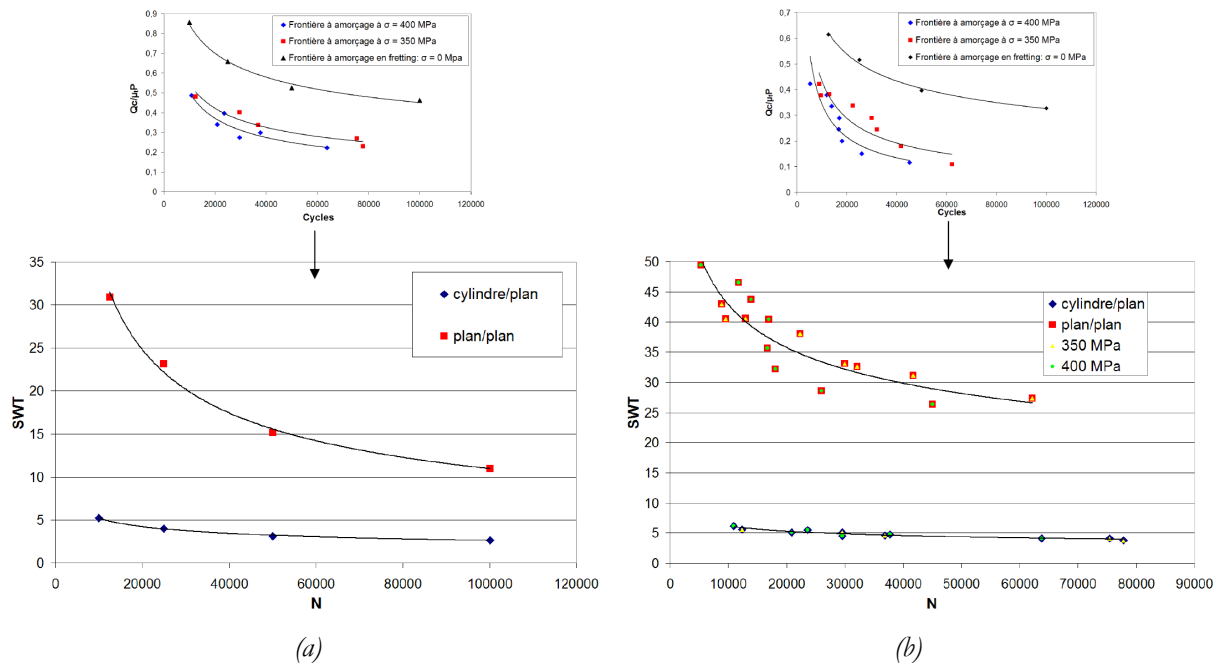 0,9
0,8
0,7
0,6
0,5
0,4
0,3
0,2
0,1
0
Qc/μfP
0 20000 40000 60000 80000 100000 120000
Cycles
Frontière à amorçage à σ = 400 MPa
Frontière à amorçage à σ = 350 MPa
Frontière à amorçage en fretting: σ = 0 Mpa
0,7
0,6
0,5
0,4
0,3
0,2
0,1
0
Qc/μfP
0 20000 40000 60000 80000 100000 120000
Cycles
Frontière à amorçage à σ = 400 MPa
Frontière à amorçage à σ = 350 MPa
Frontière à amorçage en fretting: σ = 0 Mpa
35
30
25
20
15
10
5
0
SWT
0 20000 40000 60000 80000 100000 120000
N
cylindre/plan
plan/plan
(a)
50
45
40
35
30
25
20
15
10
5
0
SWT
0 10000 20000 30000 40000 50000 60000 70000 80000 90000
N
cylindre/plan
plan/plan
350 MPa
400 MPa
(b)